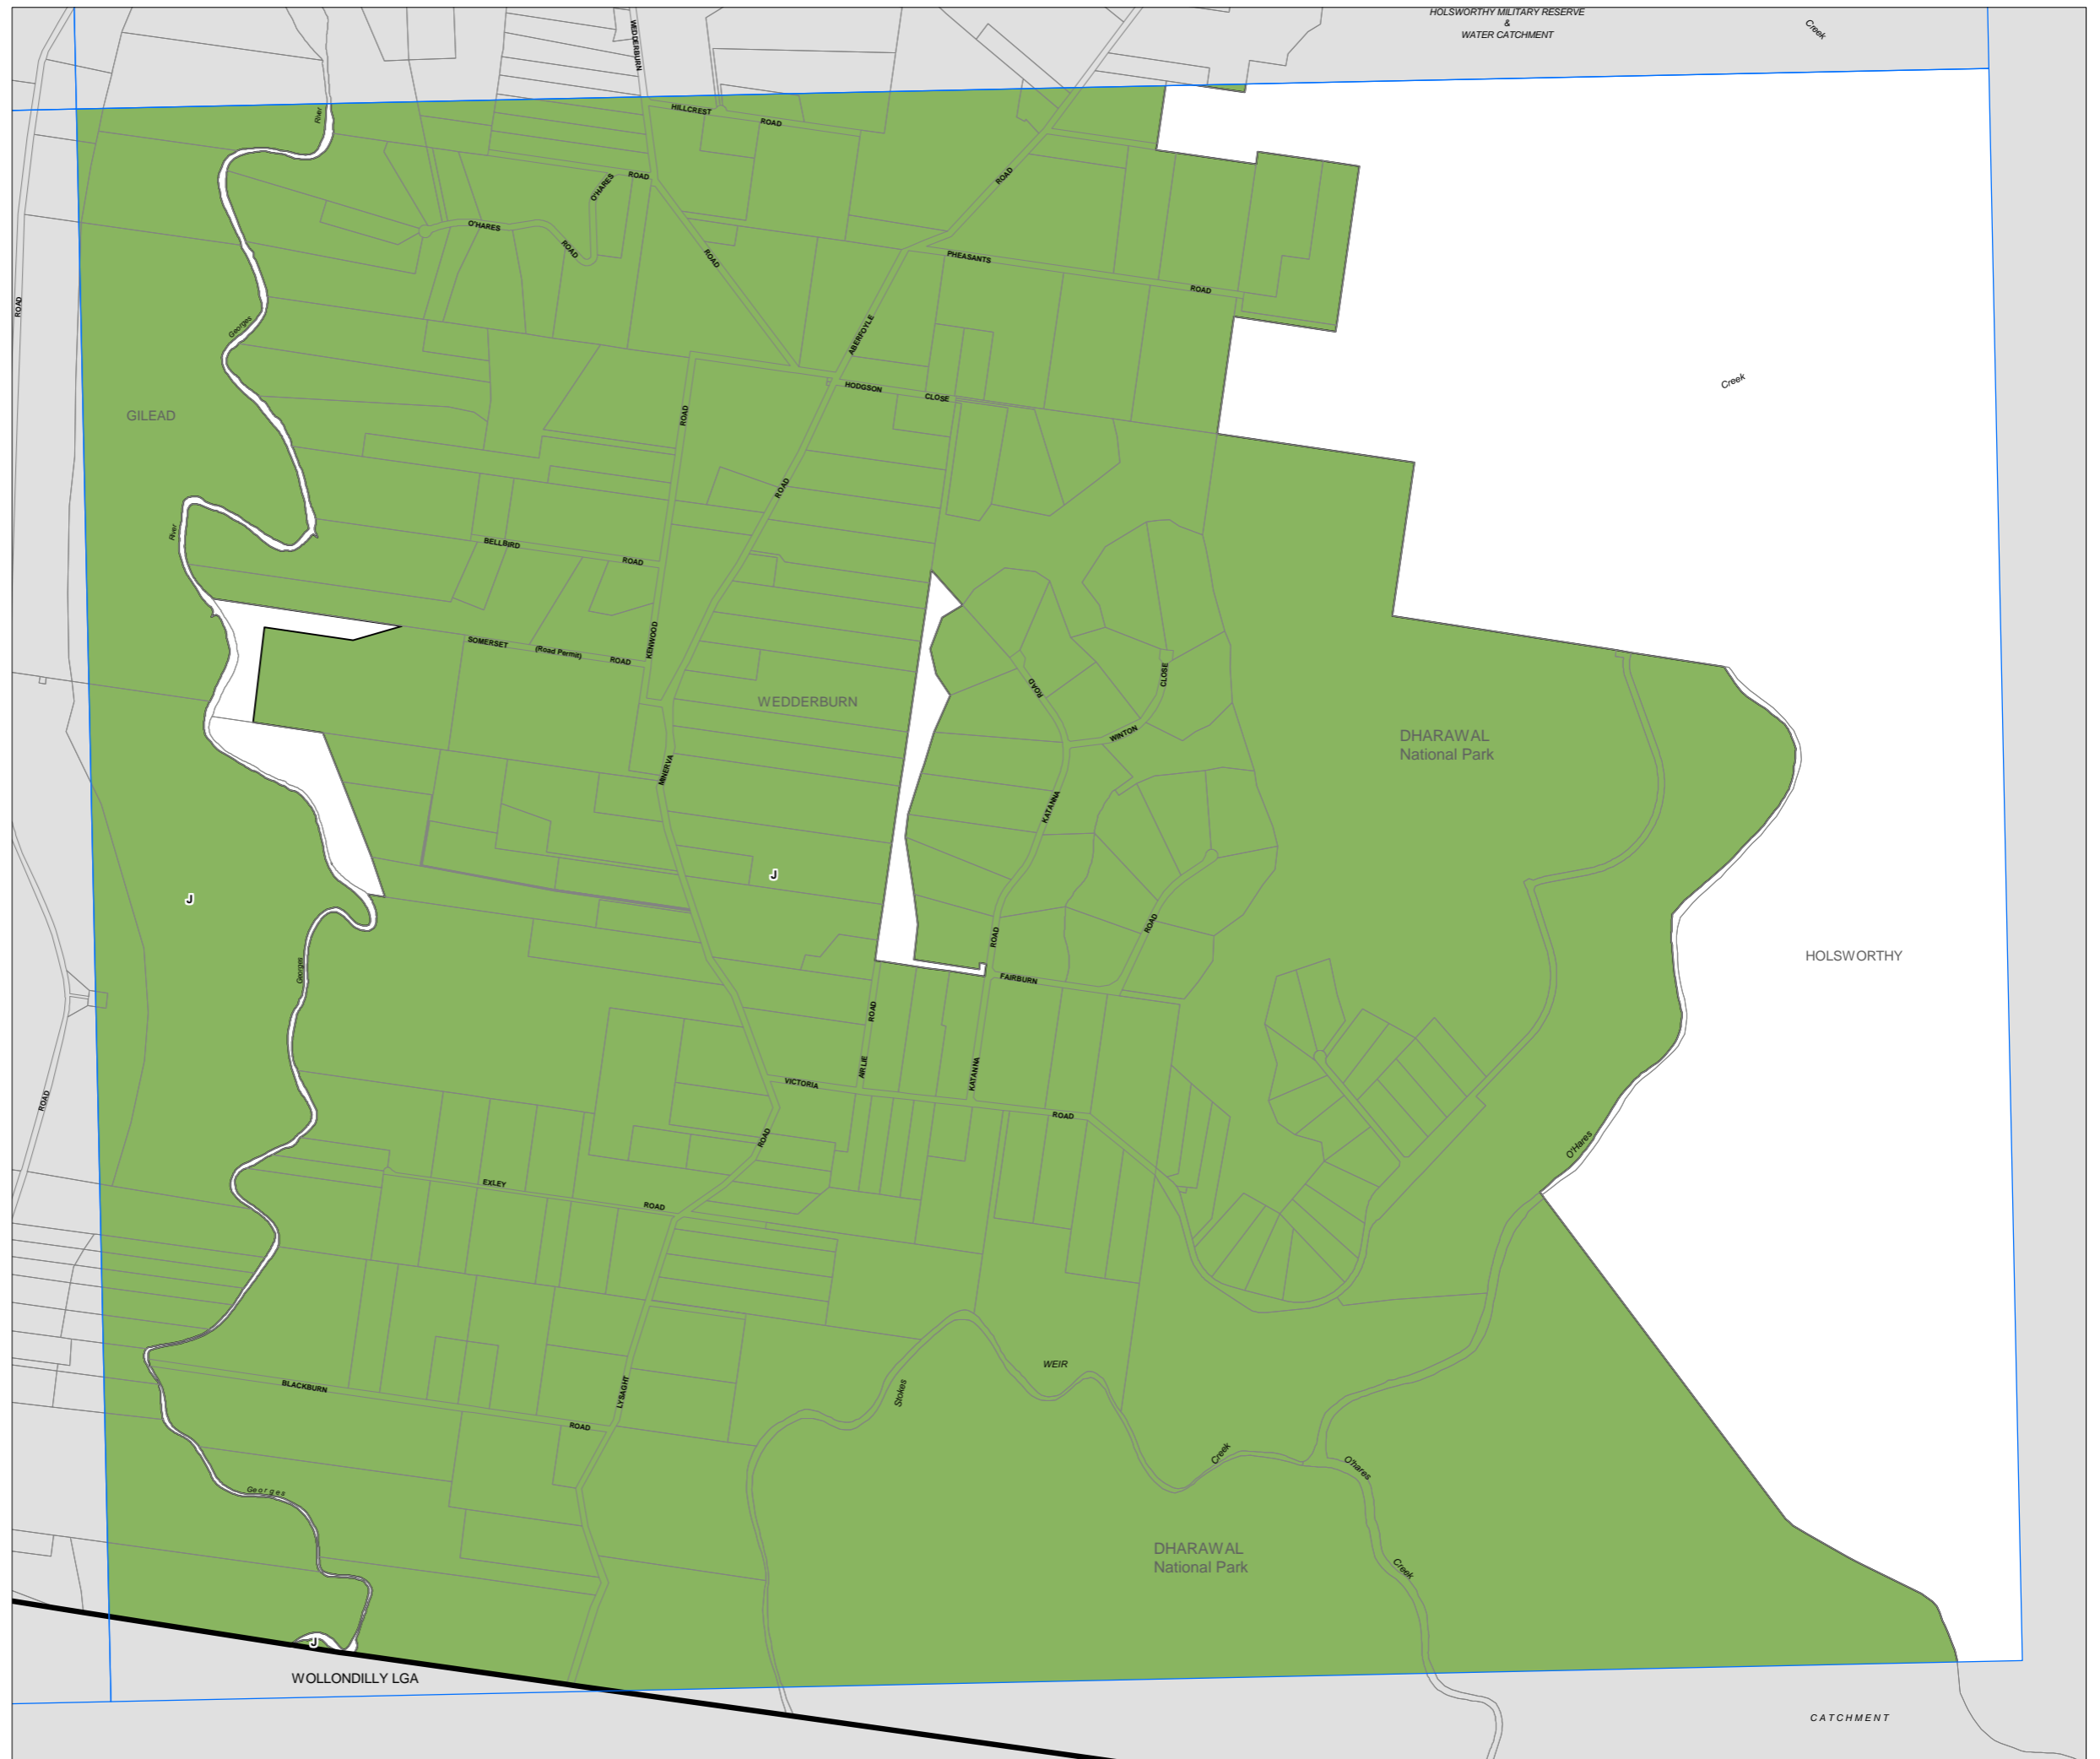 HOLSWORTHY MILITARY RESERVE
&
WATER CATCHMENT
Creek
WEDDERBURN
HILLCREST
ROAD
River
ROAD
O'HARES
ROAD
O'HARES
ROAD
ROAD
PHEASANTS
ROAD
ROAD
Georges
ABERFOYLE
Creek
HODGSON
CLOSE
GILEAD
ROAD
ROAD
River
BELLBIRD
ROAD
SOMERSET
(Road Permit)
ROAD
KENWOOD
WEDDERBURN
ROAD
CLOSE
WINTON
DHARAWAL
National Park
MINERVA
KATANNA
J
J
ROAD
ROAD
HOLSWORTHY
Georges
FAIRBURN
ROAD
AIRLIE
KATANNA
VICTORIA
ROAD
ROAD
ROAD
O'Hares
EXLEY
ROAD
WEIR
Stokes
BLACKBURN
LYSAGHT
ROAD
Creek
O'hares
Georges
DHARAWAL
National Park
Creek
J
WOLLONDILLY LGA
CATCHMENT